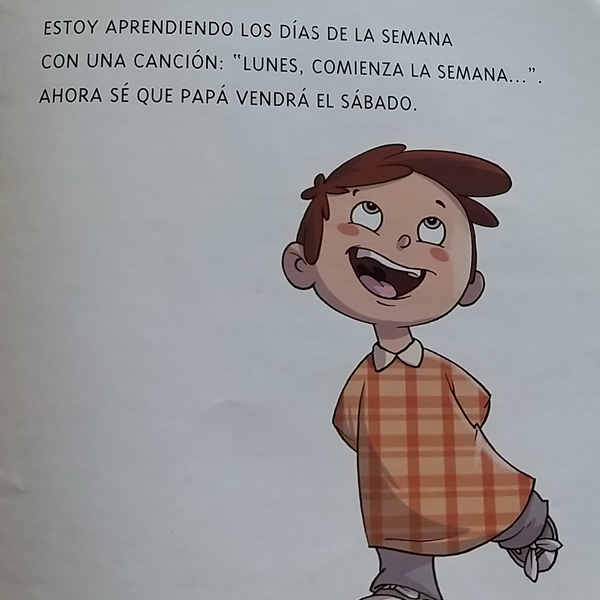 ESTOY APRENDIENDO LOS DÍAS DE LA SEMANA
CON UNA CANCIÓN: "LUNES, COMIENZA LA SEMANA...".
AHORA SÉ QUE PAPÁ VENDRÁ EL SÁBADO.